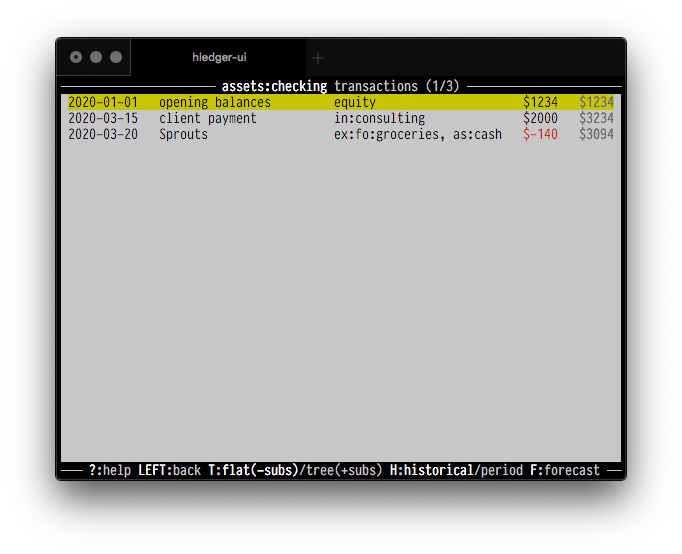 hledger-ui
assets:checking transactions (1/3)
2020-01-01 opening balances equity $1234 $1234
2020-03-15 client payment in:consulting $2000 $3234
2020-03-20 Sprouts ex:fo:groceries, as:cash $-140 $3094
?:help LEFT:back T:flat(-subs)/tree(+subs) H:historical/period F:forecast